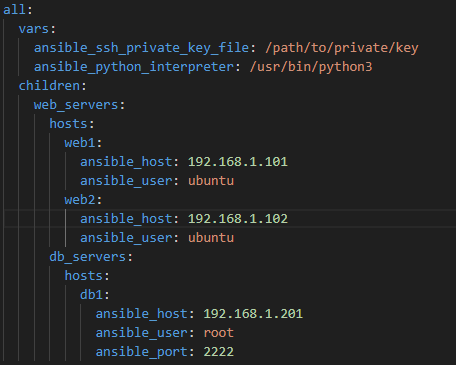 all:
  vars:
    ansible_ssh_private_key_file: /path/to/private/key
    ansible_python_interpreter: /usr/bin/python3
  children:
    web_servers:
      hosts:
        web1:
          ansible_host: 192.168.1.101
          ansible_user: ubuntu
        web2:
          ansible_host: 192.168.1.102
          ansible_user: ubuntu
      db_servers:
        hosts:
          db1:
            ansible_host: 192.168.1.201
            ansible_user: root
            ansible_port: 2222